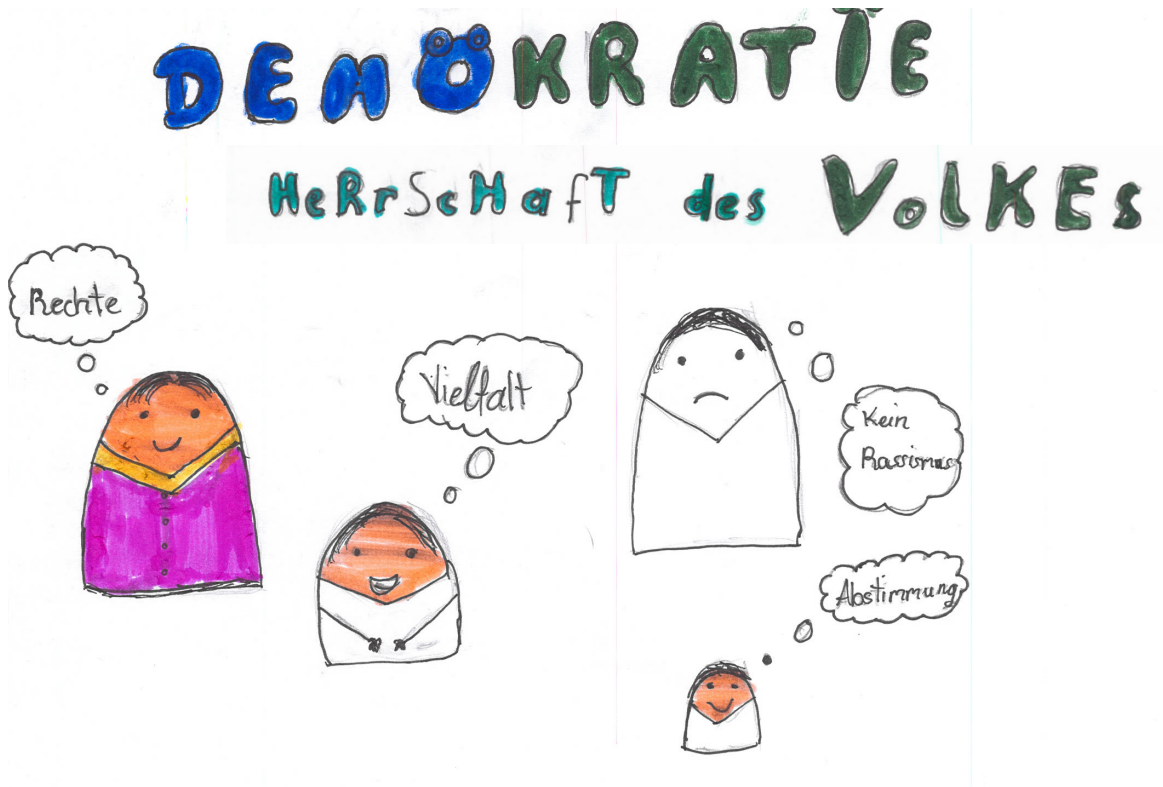 DEMOKRATIE
HeRrScHafT des VolKEs
Rechte
Vielfalt
Kein
Rassismus
Abstimmung